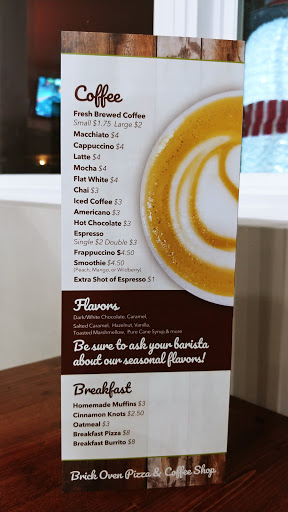 Coffee
Fresh Brewed Coffee
Small $1.75 Large $2
Macchiato $4
Cappuccino $4
Latte $4
Mocha $4
Flat White $4
Chai $3
Iced Coffee $3
Americano $3
Hot Chocolate $3
Espresso
Single $2 Double $3
Frappuccino $4.50
Smoothie $4.50
(Peach, Mango, or Wildberry)
Extra Shot of Espresso $1
Flavors
Dark/White Chocolate, Caramel,
Salted Caramel, Hazelnut, Vanilla,
Toasted Marshmellow, Pure Cane Syrup & more
Be sure to ask your barista
about our seasonal flavors!
Breakfast
Homemade Muffins $3
Cinnamon Knots $2.50
Oatmeal $3
Breakfast Pizza $8
Breakfast Burrito $8
Brick Oven Pizza & Coffee Shop